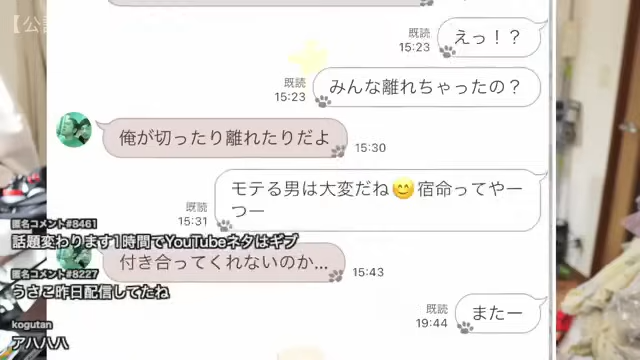 【公
既読
15:23
えっ！？
既読
15:23
みんな離れちゃったの？
俺が切ったり離れたりだよ
15:30
モテる男は大変だね😊宿命ってやー
つー
既読
15:31
匿名コメント#8461
話題変わります1時間でYouTubeネタはギブ
付き合ってくれないのか...
15:43
匿名コメント#8227
うさこ昨日配信してたね
既読
19:44
またー
kogutan
アハハハ